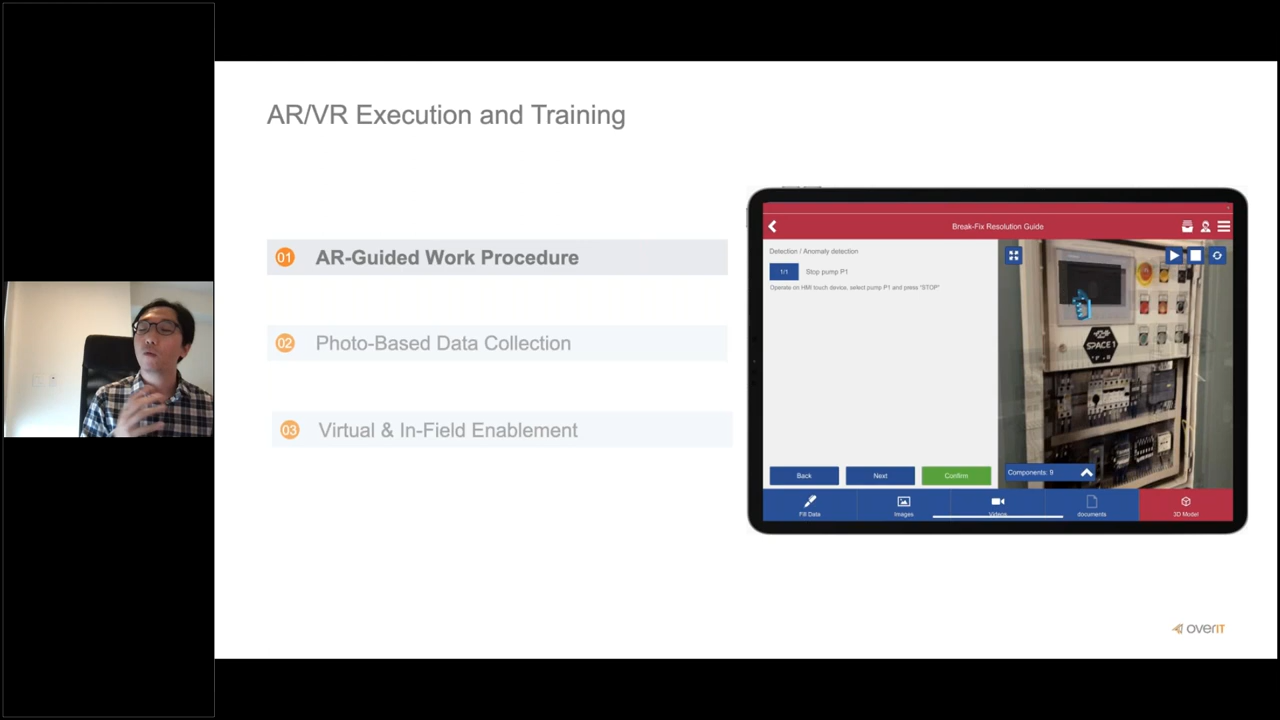 AR/VR Execution and Training
01 AR-Guided Work Procedure
02 Photo-Based Data Collection
03 Virtual & In-Field Enablement
Break-Fix Resolution Guide
Detection / Anomaly detection
1/1 Stop pump P1
Operate on HMI touch device, select pump P1 and press "STOP"
SPACE 1
Components: 9
Back Next Confirm
Fill Data Images Videos documents 3D Model
overIT